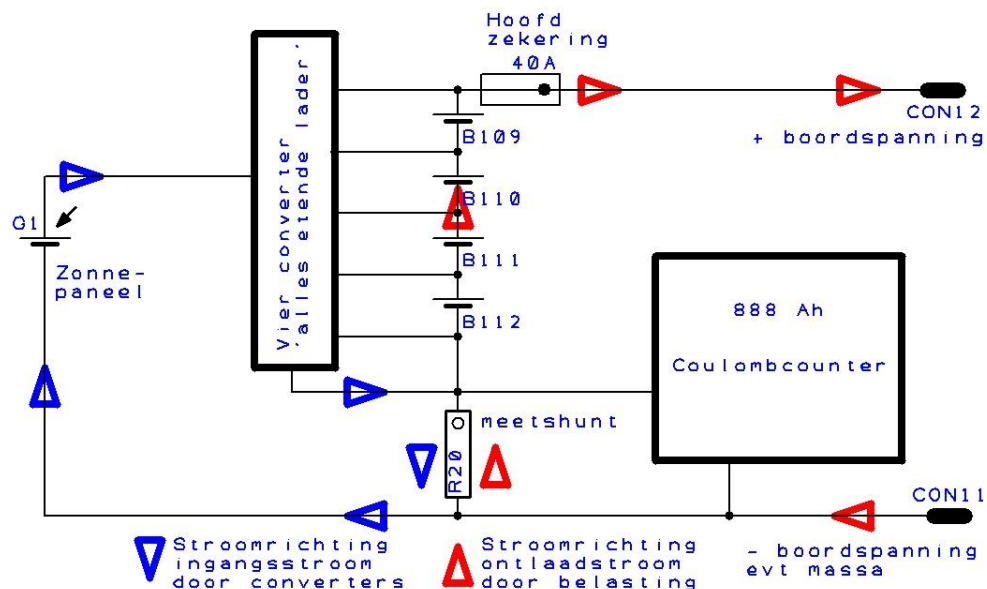 Hoofd
zekering
40A
CON12
+ boordspanning
Vier converter
'alles etende lader'
B109
B110
B111
B112
G1
Zonne-
paneel
888 Ah
Coulombcounter
meetshunt
R20
CON11
- boordspanning
evt massa
Stroomrichting
ingangsstroom
door converters
Stroomrichting
ontlaadstroom
door belasting